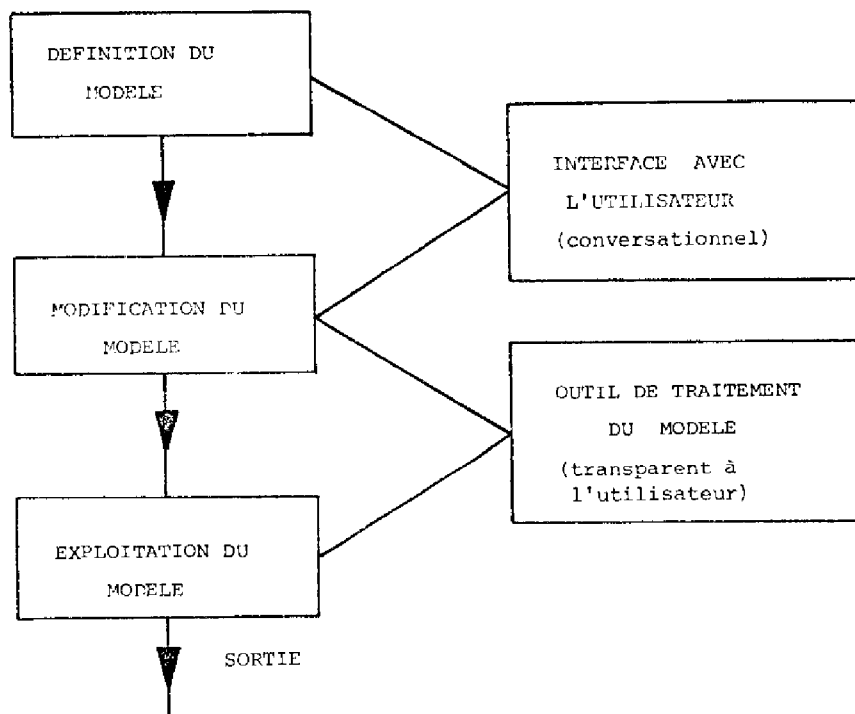 DEFINITION DU
MODELE
INTERFACE AVEC
L'UTILISATEUR
(conversationnel)
MODIFICATION DU
MODELE
OUTIL DE TRAITEMENT
DU MODELE
(transparent à
l'utilisateur)
EXPLOITATION DU
MODELE
SORTIE